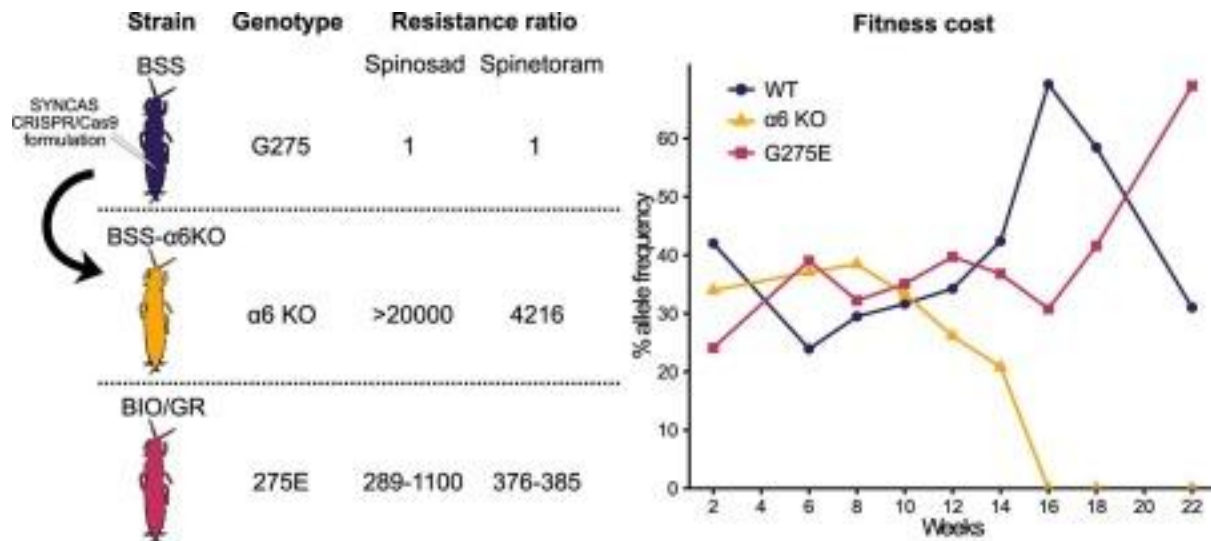 Strain Genotype Resistance ratio
Spinosad Spinetoram
BSS
SYNCAS
CRISPR/Cas9
formulation
G275 1 1
BSS-α6KO
α6 KO >20000 4216
BIO/GR
275E 289-1100 376-385
Fitness cost
WT
α6 KO
G275E
% allele frequency
60
50
40
30
20
10
0
2 4 6 8 10 12 14 16 18 20 22
Weeks